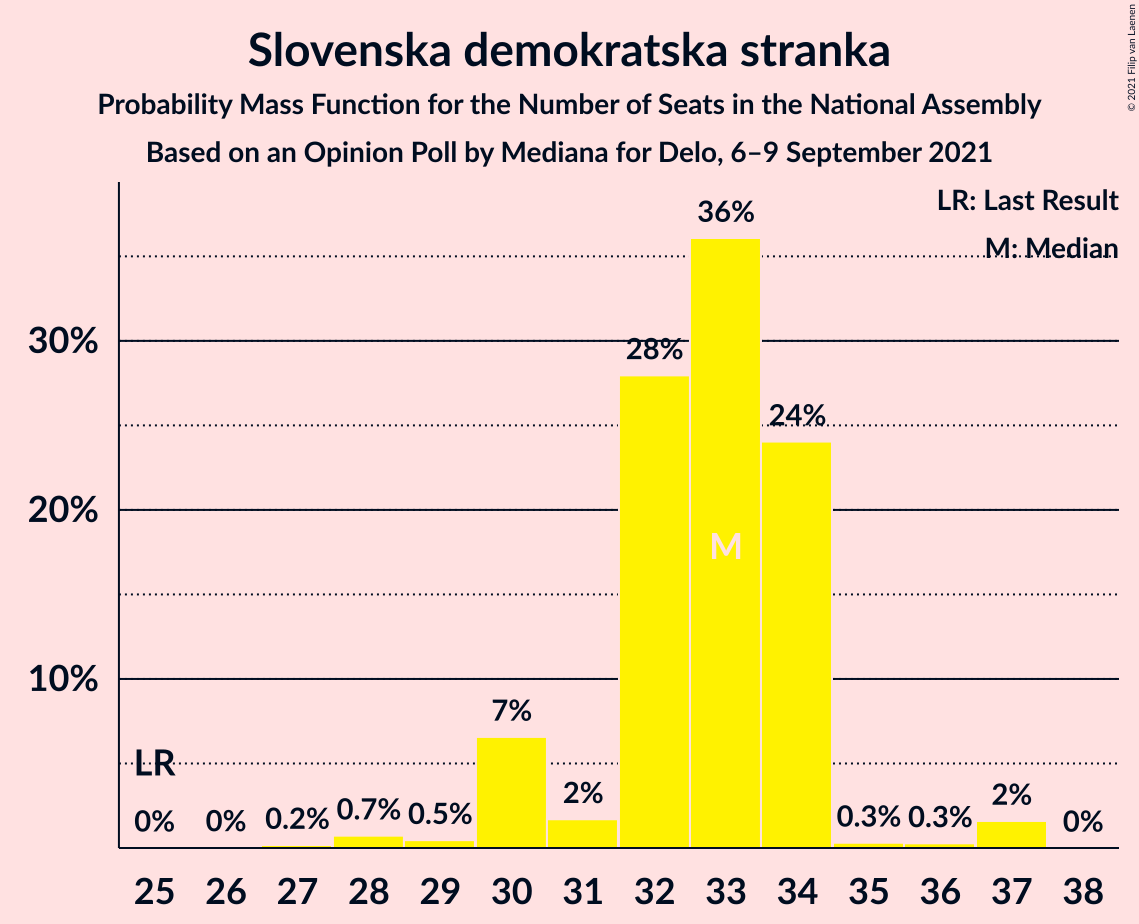 Slovenska demokratska stranka
Probability Mass Function for the Number of Seats in the National Assembly
Based on an Opinion Poll by Mediana for Delo, 6–9 September 2021
© 2021 Filip van Laenen
LR: Last Result
M: Median
30%
20%
10%
LR
0%
0%
0.2%
0.7%
0.5%
7%
2%
28%
36%
M
24%
0.3%
0.3%
2%
0%
25 26 27 28 29 30 31 32 33 34 35 36 37 38